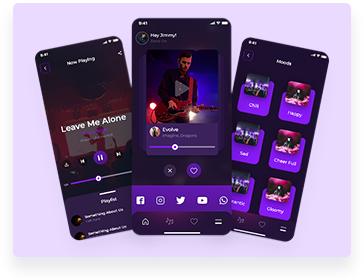 9:41
Now Playing
Leave Me Alone
Playlist
Something About Us
Something About Us
9:41
Hey Jimmy!
Evolve
Imagine, Dragons
9:41
Moods
Chill
Happy
Sad
Cheer Full
Romantic
Gloomy